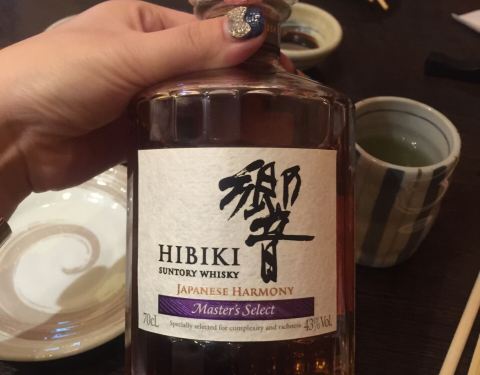 響
HIBIKI
SUNTORY WHISKY
JAPANESE HARMONY
Master's Select
Specially selected for complexity and richness
70cL 43%Vol.